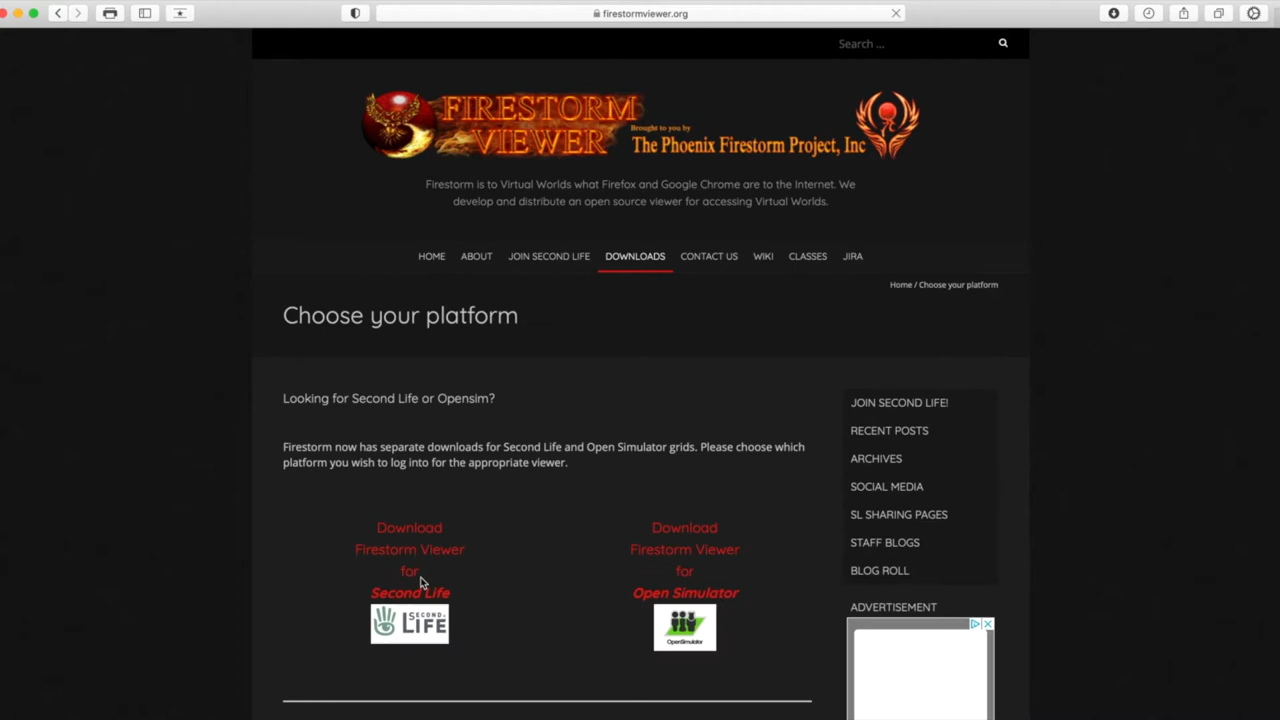 firestormviewer.org
Search ...
FIRESTORM
VIEWER
Brought to you by
The Phoenix Firestorm Project, Inc
Firestorm is to Virtual Worlds what Firefox and Google Chrome are to the Internet. We
develop and distribute an open source viewer for accessing Virtual Worlds.
HOME ABOUT JOIN SECOND LIFE DOWNLOADS CONTACT US WIKI CLASSES JIRA
Home / Choose your platform
Choose your platform
Looking for Second Life or Opensim?
Firestorm now has separate downloads for Second Life and Open Simulator grids. Please choose which
platform you wish to log into for the appropriate viewer.
Download
Firestorm Viewer
for
Second Life
SECOND
LIFE
Download
Firestorm Viewer
for
Open Simulator
OpenSimulator
JOIN SECOND LIFE!
RECENT POSTS
ARCHIVES
SOCIAL MEDIA
SL SHARING PAGES
STAFF BLOGS
BLOG ROLL
ADVERTISEMENT